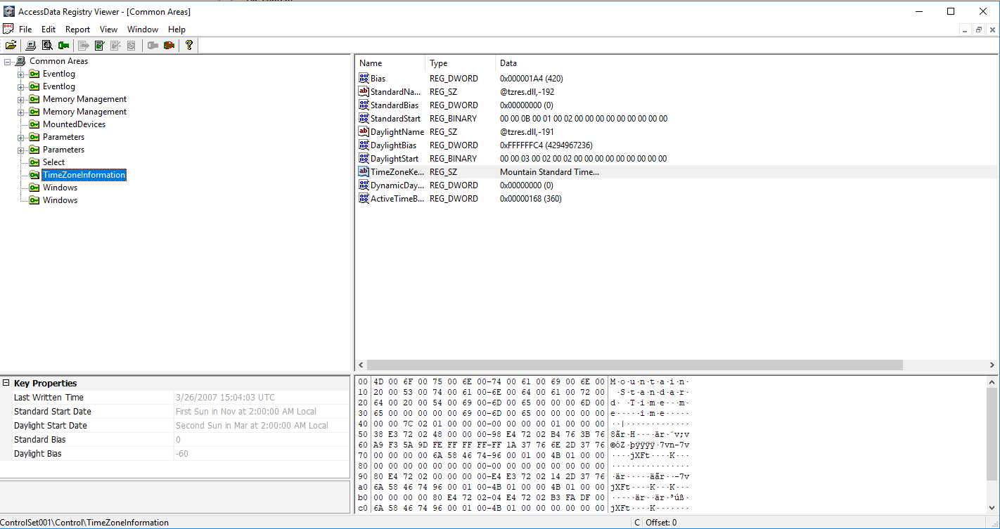 AccessData Registry Viewer - [Common Areas]
File Edit Report View Window Help
Common Areas
Eventlog
Eventlog
Memory Management
Memory Management
MountedDevices
Parameters
Parameters
Select
TimeZoneInformation
Windows
Windows
Name Type Data
Bias REG_DWORD 0x000001A4 (420)
StandardNa... REG_SZ @tzres.dll,-192
StandardBias REG_DWORD 0x00000000 (0)
StandardStart REG_BINARY 00 00 0B 00 01 00 02 00 00 00 00 00 00 00 00 00
DaylightName REG_SZ @tzres.dll,-191
DaylightBias REG_DWORD 0xFFFFFFC4 (4294967236)
DaylightStart REG_BINARY 00 00 03 00 02 00 02 00 00 00 00 00 00 00 00 00
TimeZoneKe... REG_SZ Mountain Standard Time...
DynamicDay... REG_DWORD 0x00000000 (0)
ActiveTimeB... REG_DWORD 0x00000168 (360)
Key Properties
Last Written Time 3/26/2007 15:04:03 UTC
Standard Start Date First Sun in Nov at 2:00:00 AM Local
Daylight Start Date Second Sun in Mar at 2:00:00 AM Local
Standard Bias 0
Daylight Bias -60
00 4D 00 6F 00 75 00 6E 00-74 00 61 00 69 00 6E 00 M·o·u·n·t·a·i·n·
10 20 00 53 00 74 00 61 00-6E 00 64 00 61 00 72 00 ·S·t·a·n·d·a·r·
20 64 00 20 00 54 00 69 00-6D 00 65 00 00 00 6D 00 d· ·T·i·m·e···m·
30 65 00 00 00 00 00 69 00-6D 00 65 00 00 00 00 00 e·····i·m·e·····
40 00 00 7C 02 01 00 00 00-00 00 00 00 01 00 00 00 ··|·············
50 38 E3 72 02 48 00 00 00-98 E4 72 02 B4 76 3B 76 8ãr·H····är·´v;v
60 A9 F3 5A 9D FE FF FF FF-FF 1A 37 76 6E 2D 37 76 ©óZ·þÿÿÿÿ·7vn-7v
70 00 00 00 00 6A 58 46 74-96 00 01 00 4B 01 00 00 ····jXFt····K···
80 00 00 00 00 00 00 00 00-00 00 00 00 00 00 00 00 ················
90 80 E4 72 02 00 00 00 00-E4 E3 72 02 14 2D 37 76 ·är·····äãr··-7v
a0 6A 58 46 74 96 00 01 00-4B 01 00 00 4B 01 00 00 jXFt····K···K···
b0 00 00 00 00 80 E4 72 02-04 E4 72 02 B3 FA DF 00 ·····är··är·³úß·
c0 6A 58 46 74 96 00 01 00-4B 01 00 00 00 00 00 00 jXFt····K·······
ControlSet001\Control\TimeZoneInformation C Offset: 0